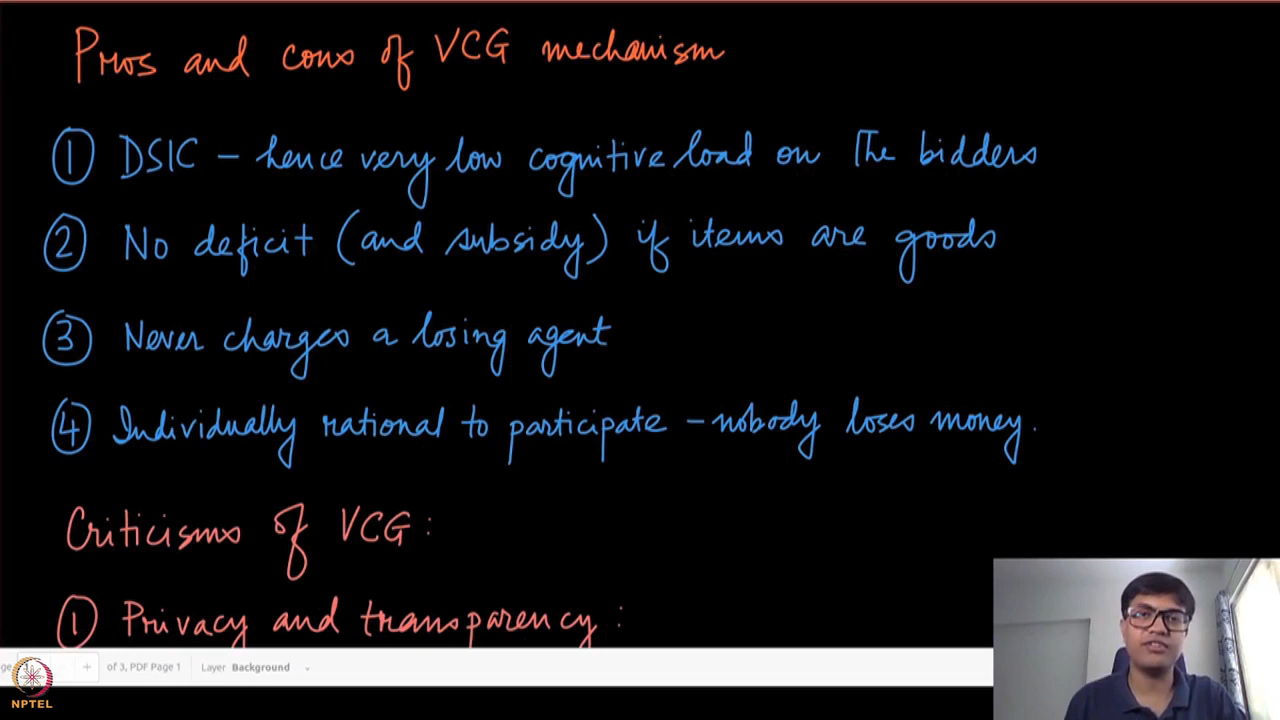 Pros and cons of VCG mechanism
① DSIC – hence very low cognitive load on the bidders
② No deficit (and subsidy) if items are goods
③ Never charges a losing agent
④ Individually rational to participate – nobody loses money.
Criticisms of VCG:
① Privacy and transparency:
of 3, PDF Page 1 Layer Background
NPTEL